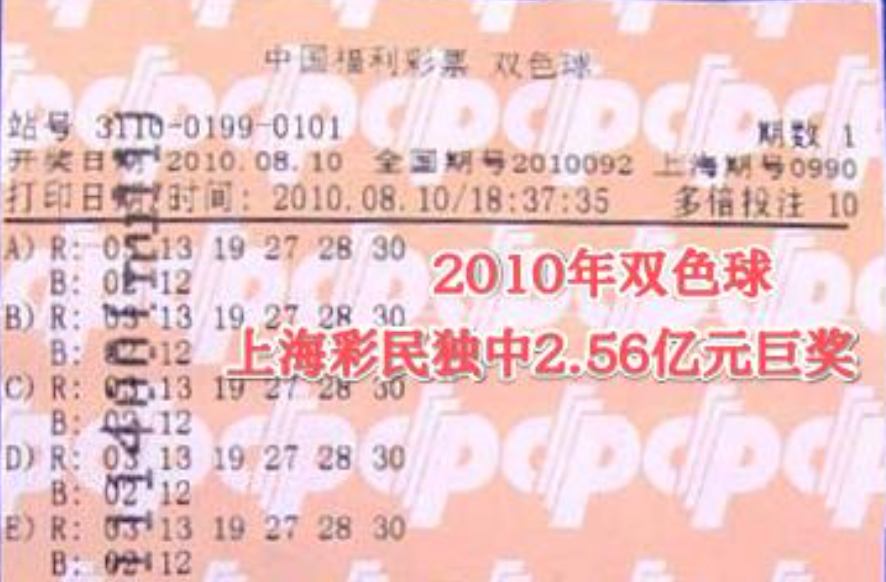 中国福利彩票 双色球
站号 3110-0199-0101 期数 1
开奖日期 2010.08.10 全国期号2010092 上海期号0990
打印日期/时间: 2010.08.10/18:37:35 多倍投注 10
A) R: 03 13 19 27 28 30
B: 02 12
B) R: 03 13 19 27 28 30
B: 02 12
C) R: 03 13 19 27 28 30
B: 02 12
D) R: 03 13 19 27 28 30
B: 02 12
E) R: 03 13 19 27 28 30
B: 02 12
2010年双色球
上海彩民独中2.56亿元巨奖